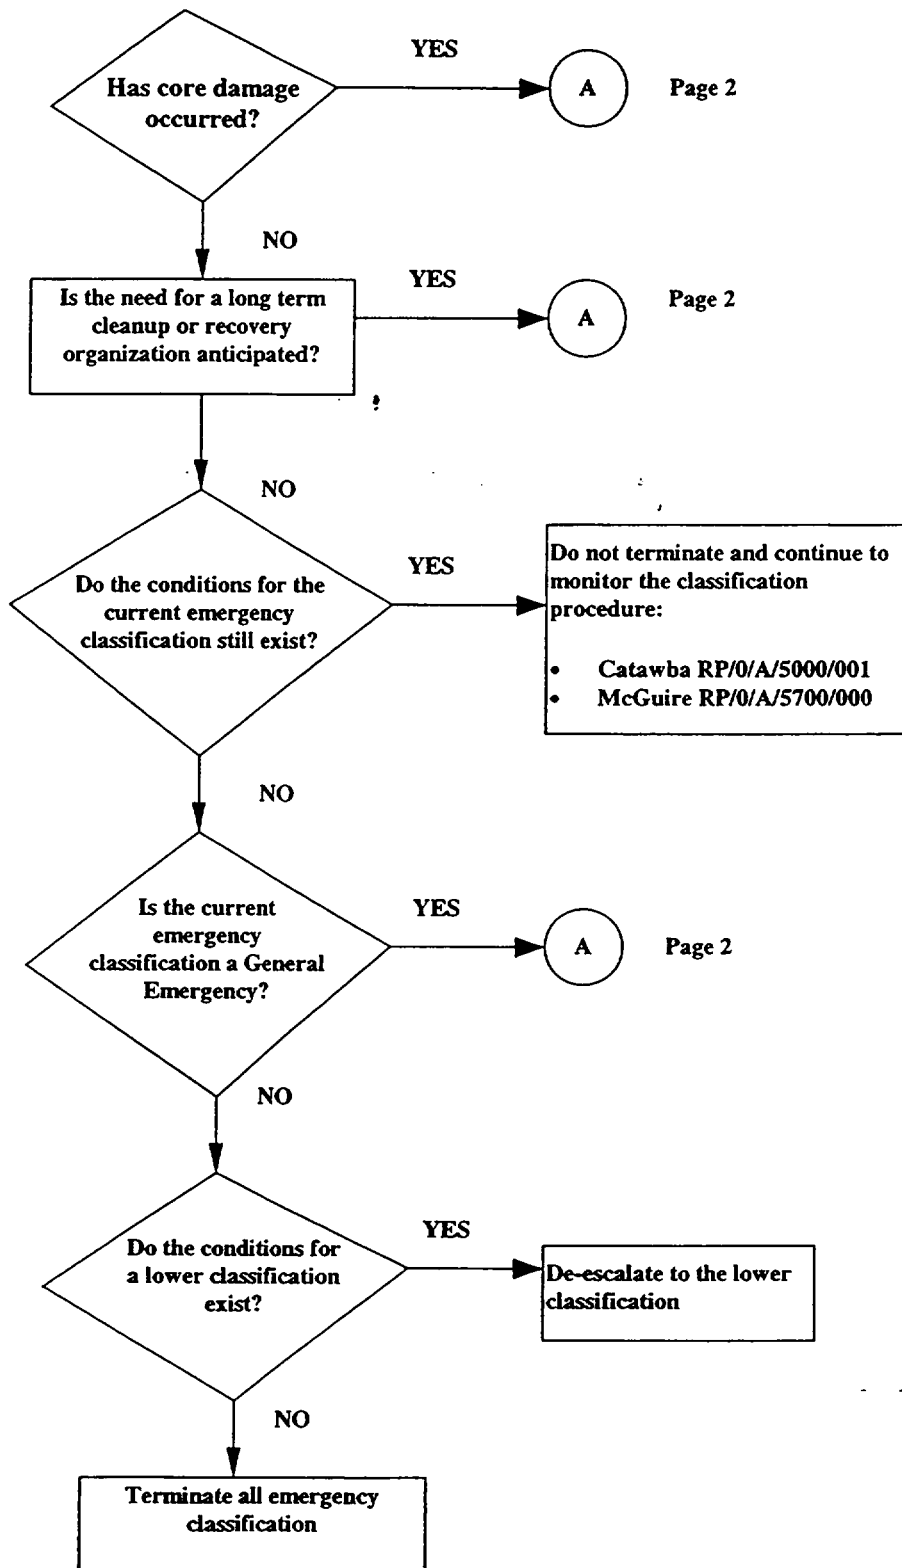 Has core damage
occurred?
YES
A
Page 2
NO
Is the need for a long term
cleanup or recovery
organization anticipated?
YES
A
Page 2
NO
Do the conditions for the
current emergency
classification still exist?
YES
Do not terminate and continue to
monitor the classification
procedure:
• Catawba RP/0/A/5000/001
• McGuire RP/0/A/5700/000
NO
Is the current
emergency
classification a General
Emergency?
YES
A
Page 2
NO
Do the conditions for
a lower classification
exist?
YES
De-escalate to the lower
classification
NO
Terminate all emergency
classification